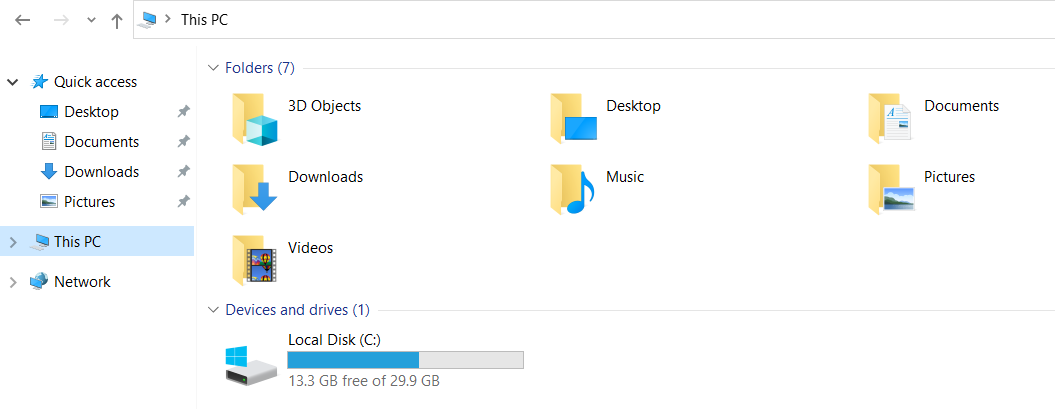 This PC
Quick access
Desktop
Documents
Downloads
Pictures
This PC
Network
Folders (7)
3D Objects
Desktop
Documents
Downloads
Music
Pictures
Videos
Devices and drives (1)
Local Disk (C:)
13.3 GB free of 29.9 GB